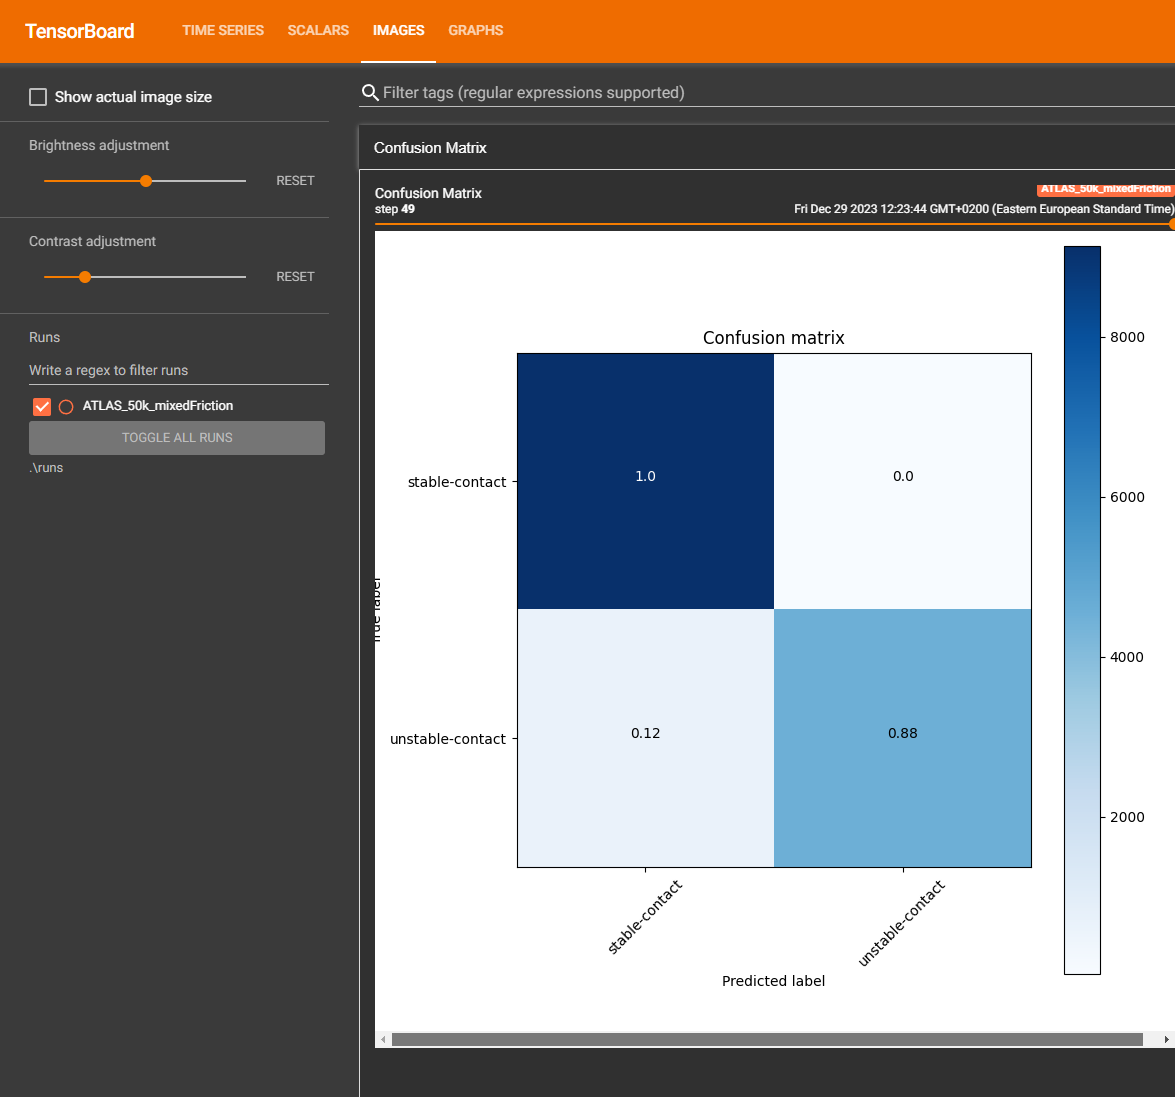 TensorBoard
TIME SERIES
SCALARS
IMAGES
GRAPHS
Show actual image size
Brightness adjustment
RESET
Contrast adjustment
RESET
Runs
Write a regex to filter runs
ATLAS_50k_mixedFriction
TOGGLE ALL RUNS
.\runs
Filter tags (regular expressions supported)
Confusion Matrix
Confusion Matrix
ATLAS_50k_mixedFriction
step 49
Fri Dec 29 2023 12:23:44 GMT+0200 (Eastern European Standard Time)
Confusion matrix
True label
stable-contact
1.0
0.0
unstable-contact
0.12
0.88
stable-contact
unstable-contact
Predicted label
8000
6000
4000
2000